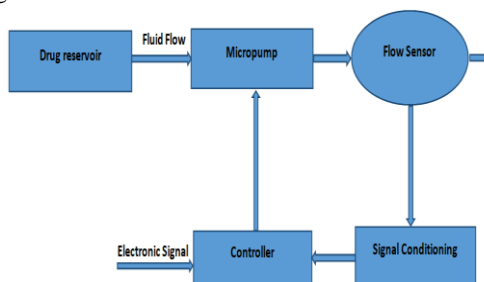 Fluid Flow
Drug reservoir
Micropump
Flow Sensor
Electronic Signal
Controller
Signal Conditioning